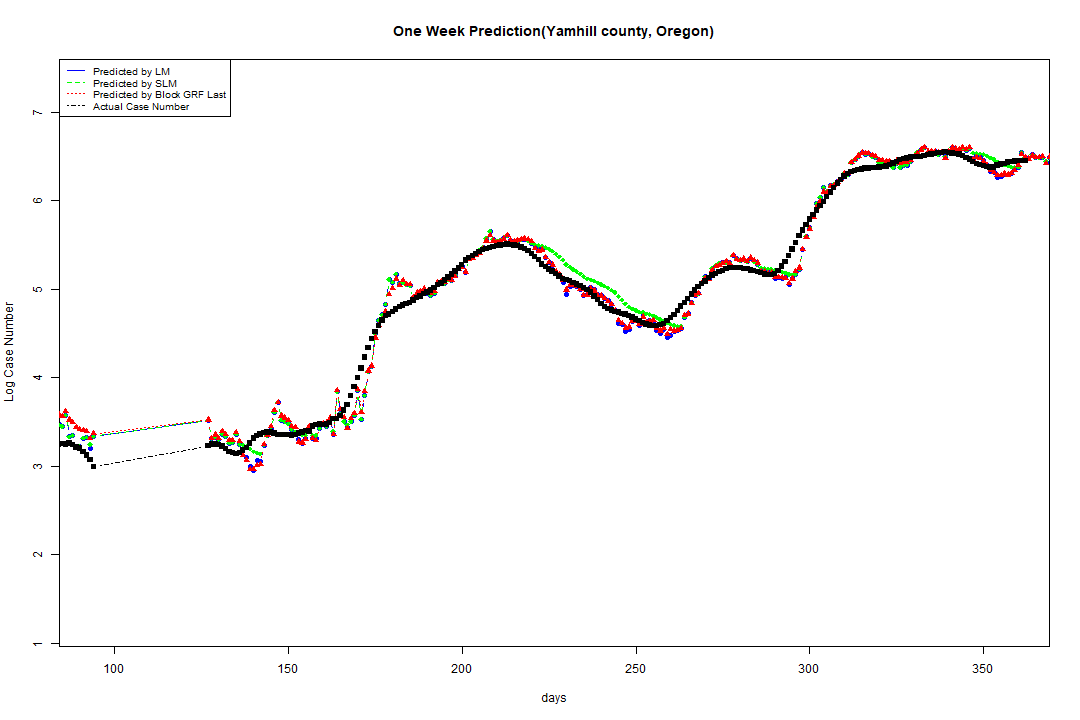 One Week Prediction(Yamhill county, Oregon)
Predicted by LM
Predicted by SLM
Predicted by Block GRF Last
Actual Case Number
7
6
5
4
3
2
1
Log Case Number
100 150 200 250 300 350
days